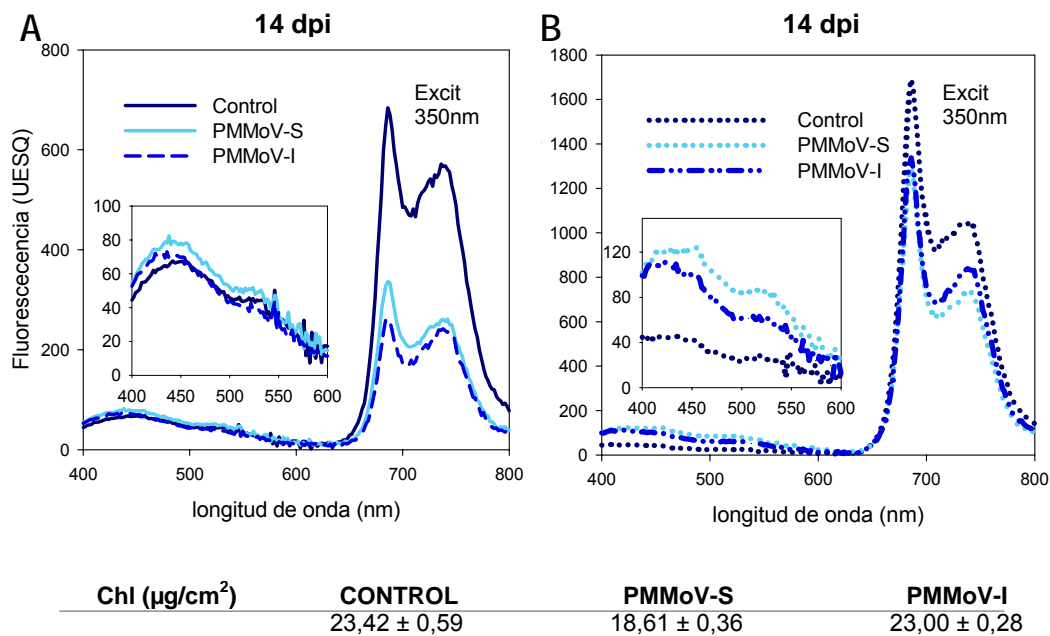 A
14 dpi
800
600
400
200
0
Fluorescencia (UESQ)
Control
PMMoV-S
PMMoV-I
Excit
350nm
100
80
60
40
20
0
400 450 500 550 600
400 500 600 700 800
longitud de onda (nm)
B
14 dpi
1800
1600
1400
1200
1000
800
600
400
200
0
Control
PMMoV-S
PMMoV-I
Excit
350nm
120
80
40
0
400 450 500 550 600
400 500 600 700 800
longitud de onda (nm)
Chl (µg/cm²) CONTROL PMMoV-S PMMoV-I
23,42 ± 0,59 18,61 ± 0,36 23,00 ± 0,28